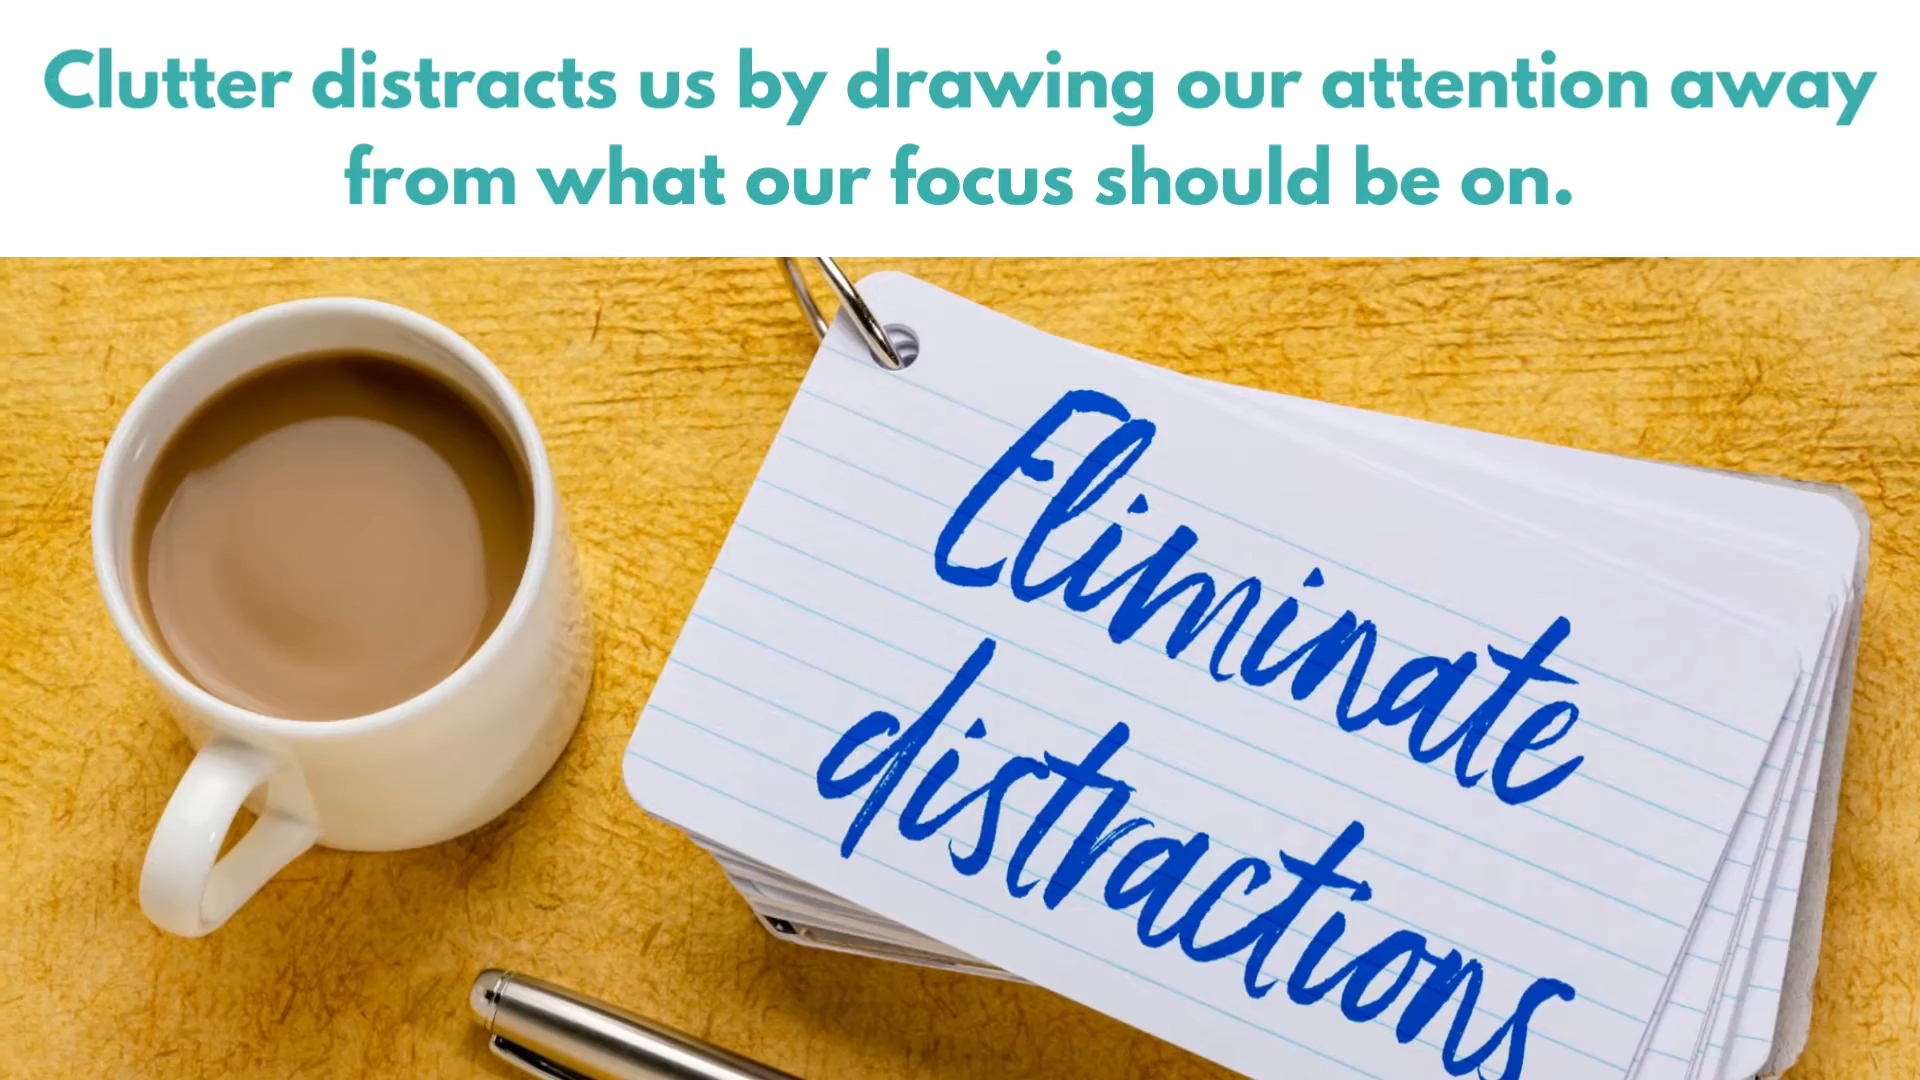 Clutter distracts us by drawing our attention away
from what our focus should be on.
Eliminate
distractions